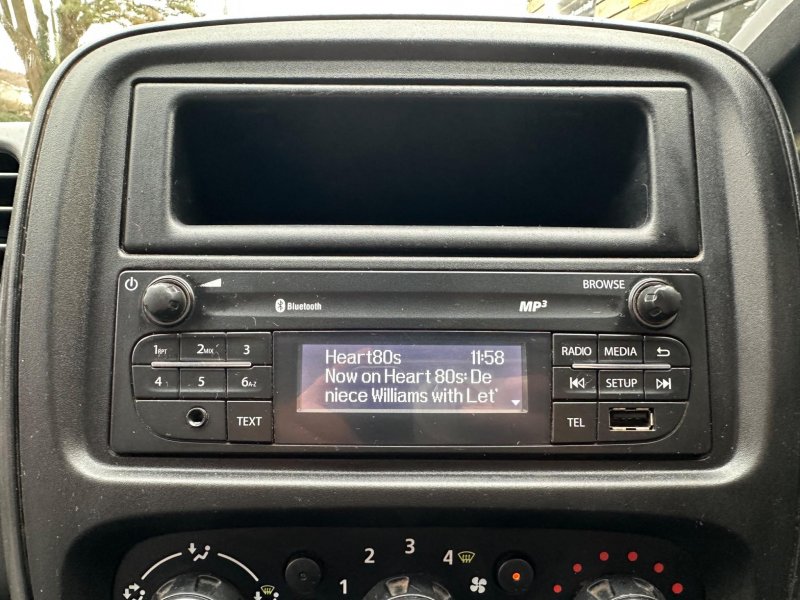 BROWSE
Bluetooth
MP3
1RPT 2MIX 3
4 5 6A-Z
TEXT
Heart80s 11:58
Now on Heart 80s: De
niece Williams with Let'
RADIO MEDIA
SETUP
TEL
1 2 3 4